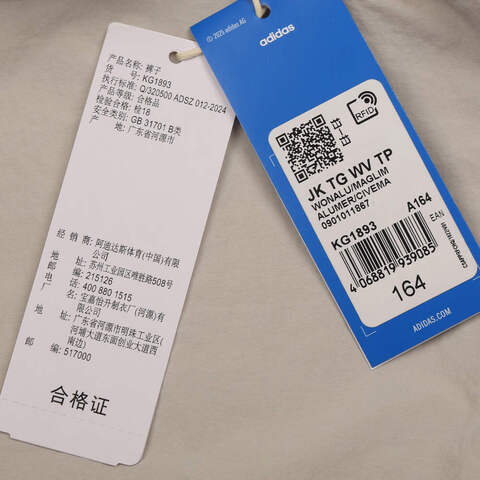 产品名称: 裤子
货 号: KG1893
执行标准: Q/320500 ADSZ 012-2024
产品等级: 合格品
检验合格: 检18
安全类别: GB 31701 B类
产 地: 广东省河源市
经 销 商: 阿迪达斯体育(中国)有限
公司
地 址: 苏州工业园区唯胜路508号
邮 编: 215126
电 话: 400 880 1515
厂 名: 宝嘉怡升制衣厂(河源)有
限公司
地 址: 广东省河源市明珠工业区(
河埔大道东面创业大道西
南边)
邮 编: 517000
合格证
© 2025 adidas AG
adidas
RFID
JK TG WV TP
WONALU/MAGLIM
ALUMER/CIVEMA
0901011867
KG1893 A164
EAN
4 066819 939085
164
ADIDAS.COM